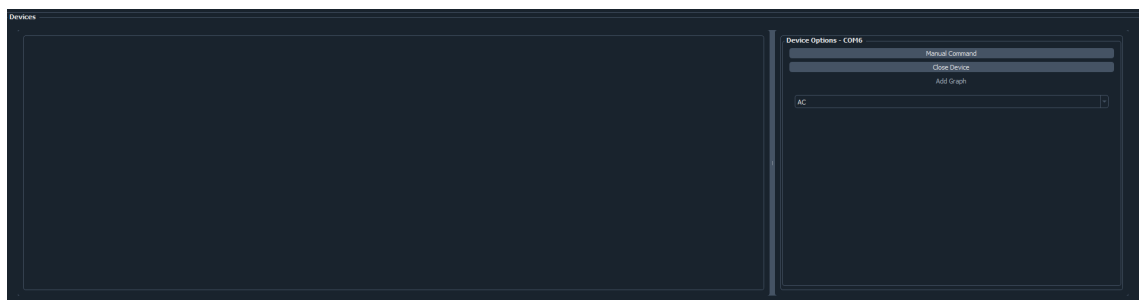 Devices
Device Options - COM6
Manual Command
Close Device
Add Graph
AC